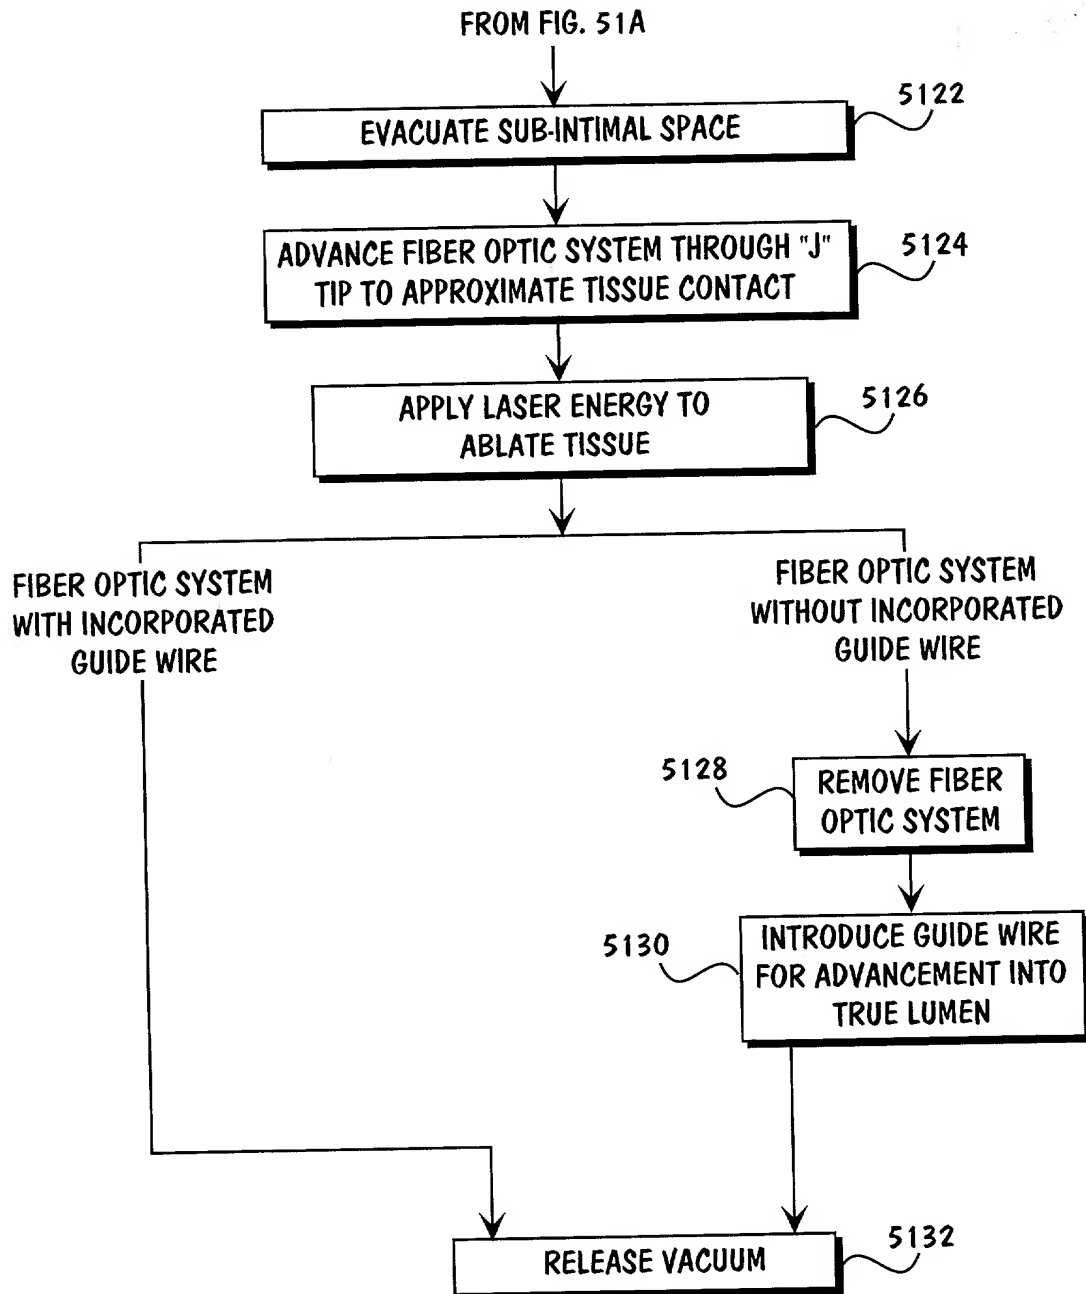 FROM FIG. 51A
5122
EVACUATE SUB-INTIMAL SPACE
5124
ADVANCE FIBER OPTIC SYSTEM THROUGH "J"
TIP TO APPROXIMATE TISSUE CONTACT
5126
APPLY LASER ENERGY TO
ABLATE TISSUE
FIBER OPTIC SYSTEM
WITH INCORPORATED
GUIDE WIRE
FIBER OPTIC SYSTEM
WITHOUT INCORPORATED
GUIDE WIRE
5128
REMOVE FIBER
OPTIC SYSTEM
5130
INTRODUCE GUIDE WIRE
FOR ADVANCEMENT INTO
TRUE LUMEN
5132
RELEASE VACUUM